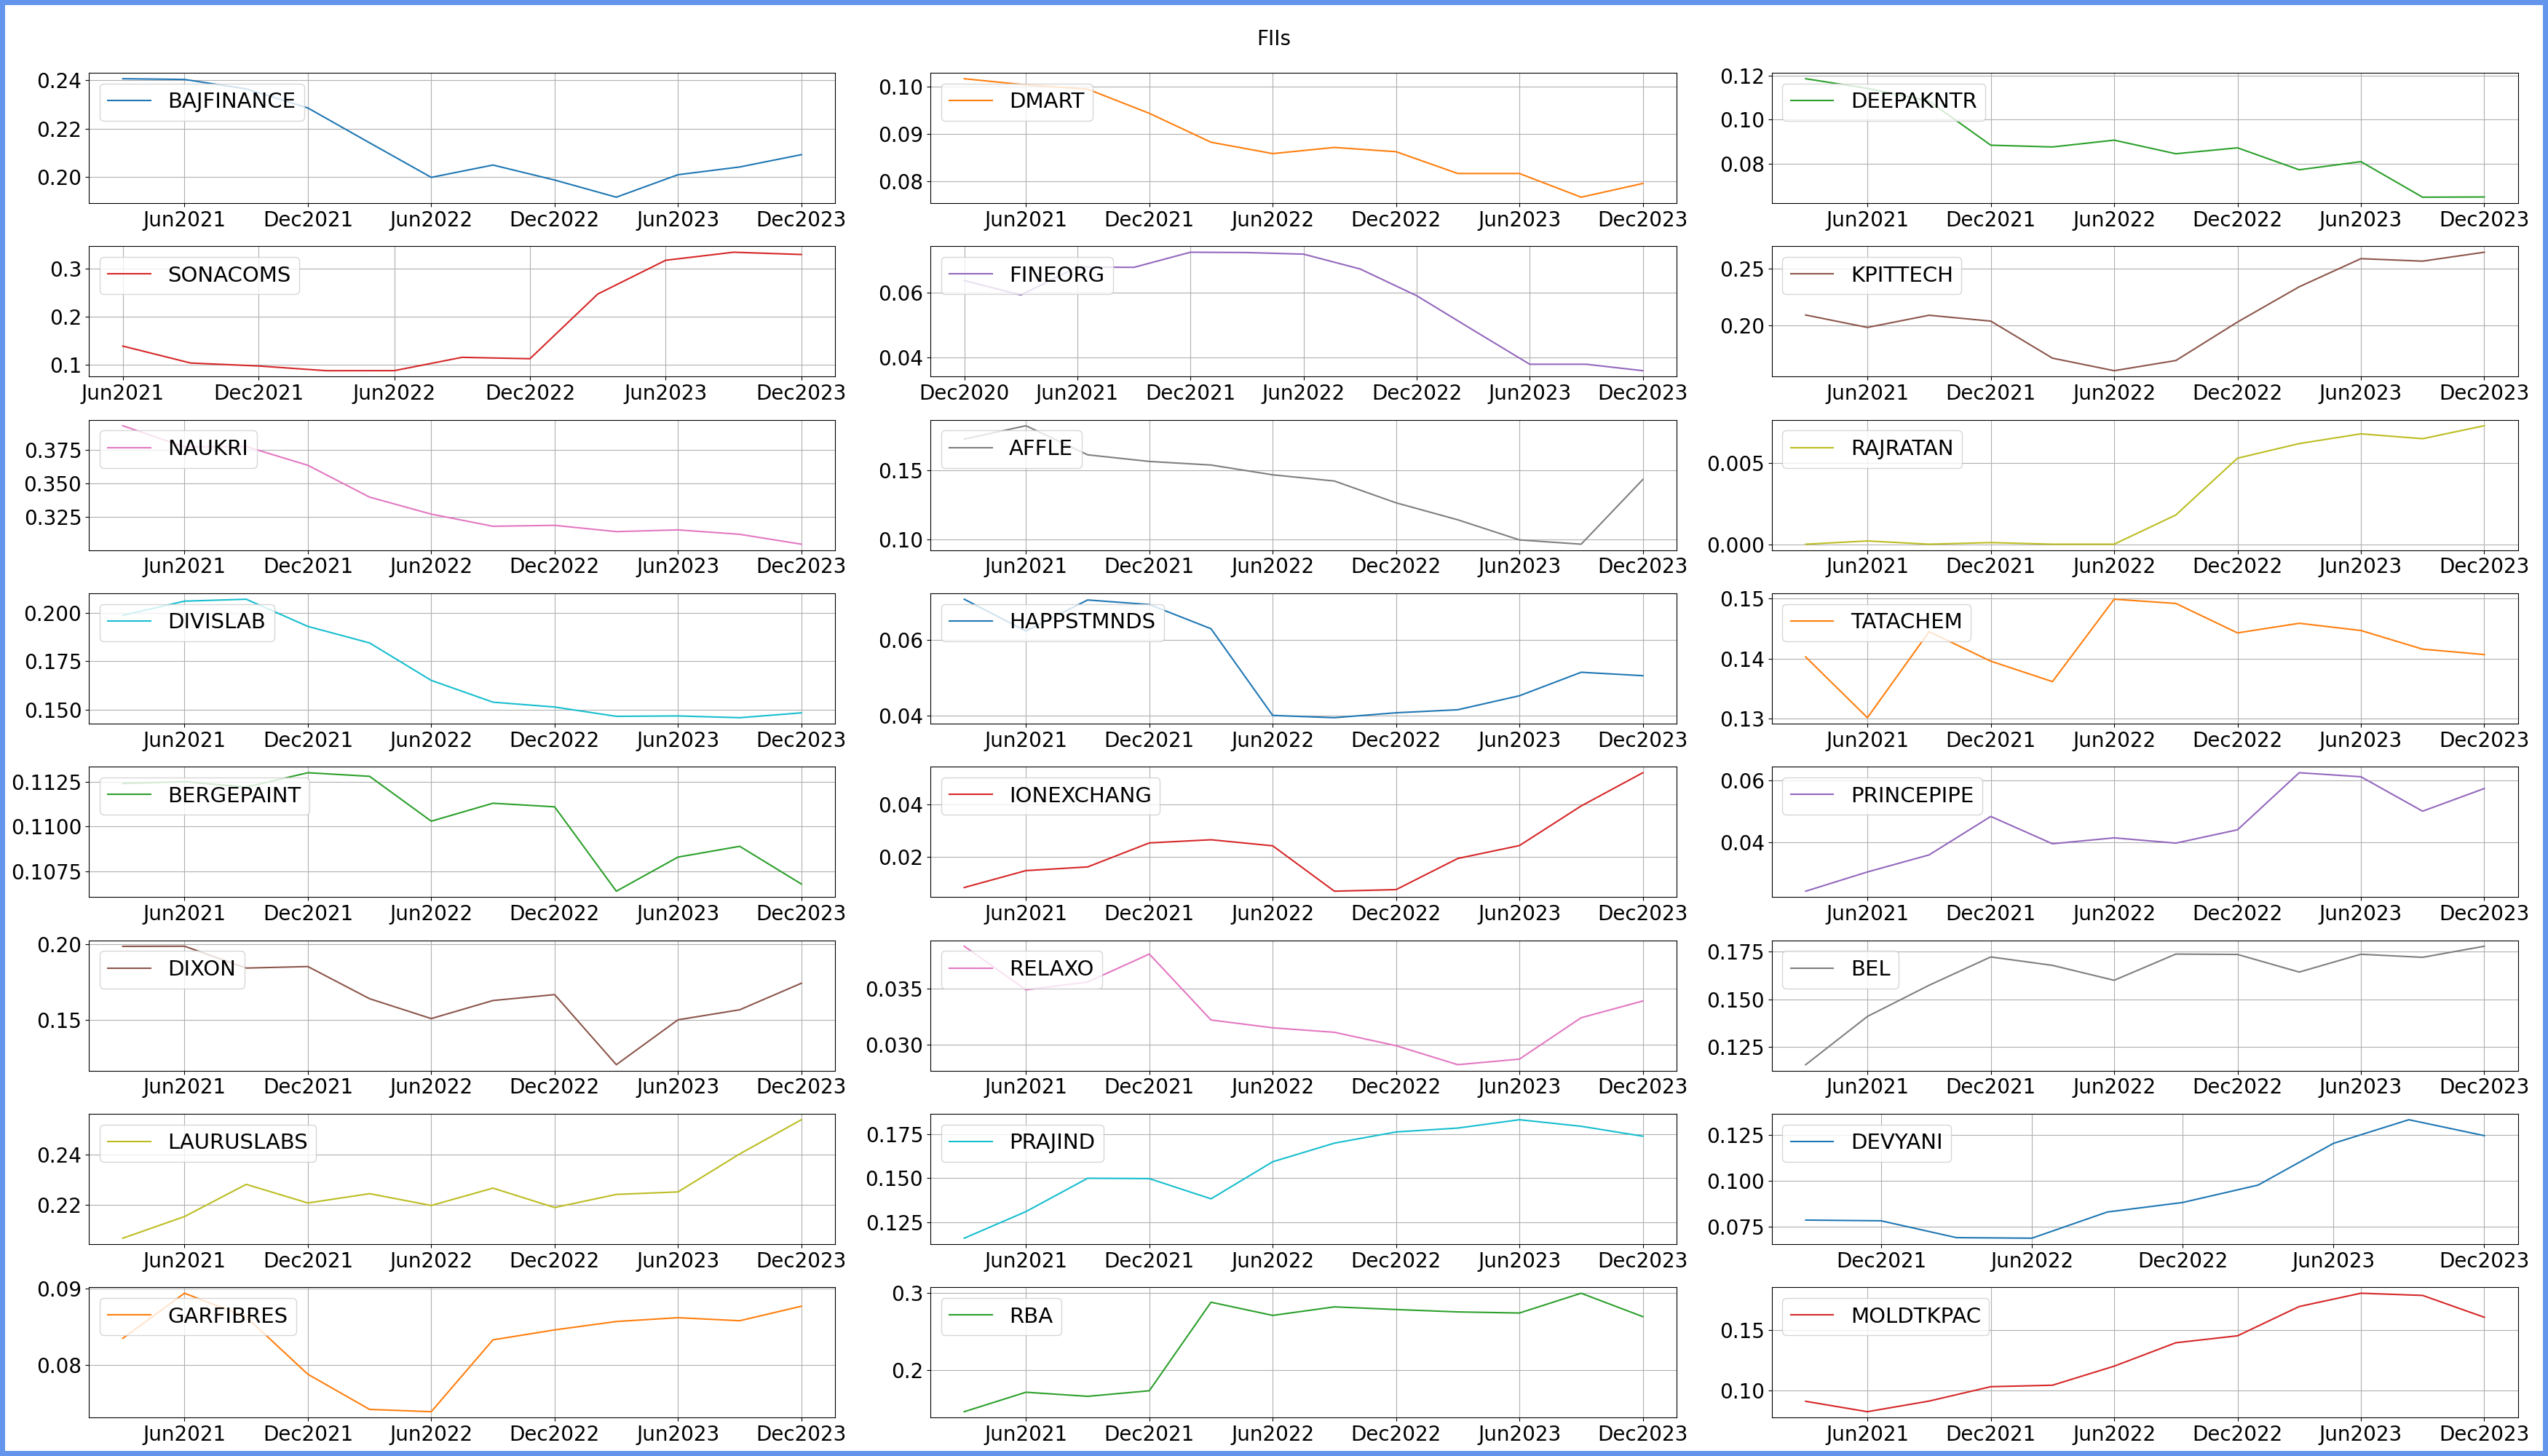 FIIs
0.24
0.22
0.20
BAJFINANCE
Jun2021 Dec2021 Jun2022 Dec2022 Jun2023 Dec2023
0.10
0.09
0.08
DMART
Jun2021 Dec2021 Jun2022 Dec2022 Jun2023 Dec2023
0.12
0.10
0.08
DEEPAKNTR
Jun2021 Dec2021 Jun2022 Dec2022 Jun2023 Dec2023
0.3
0.2
0.1
SONACOMS
Jun2021 Dec2021 Jun2022 Dec2022 Jun2023 Dec2023
0.06
0.04
FINEORG
Dec2020 Jun2021 Dec2021 Jun2022 Dec2022 Jun2023 Dec2023
0.25
0.20
KPITTECH
Jun2021 Dec2021 Jun2022 Dec2022 Jun2023 Dec2023
0.375
0.350
0.325
NAUKRI
Jun2021 Dec2021 Jun2022 Dec2022 Jun2023 Dec2023
0.15
0.10
AFFLE
Jun2021 Dec2021 Jun2022 Dec2022 Jun2023 Dec2023
0.005
0.000
RAJRATAN
Jun2021 Dec2021 Jun2022 Dec2022 Jun2023 Dec2023
0.200
0.175
0.150
DIVISLAB
Jun2021 Dec2021 Jun2022 Dec2022 Jun2023 Dec2023
0.06
0.04
HAPPSTMNDS
Jun2021 Dec2021 Jun2022 Dec2022 Jun2023 Dec2023
0.15
0.14
0.13
TATACHEM
Jun2021 Dec2021 Jun2022 Dec2022 Jun2023 Dec2023
0.1125
0.1100
0.1075
BERGEPAINT
Jun2021 Dec2021 Jun2022 Dec2022 Jun2023 Dec2023
0.04
0.02
IONEXCHANG
Jun2021 Dec2021 Jun2022 Dec2022 Jun2023 Dec2023
0.06
0.04
PRINCEPIPE
Jun2021 Dec2021 Jun2022 Dec2022 Jun2023 Dec2023
0.20
0.15
DIXON
Jun2021 Dec2021 Jun2022 Dec2022 Jun2023 Dec2023
0.035
0.030
RELAXO
Jun2021 Dec2021 Jun2022 Dec2022 Jun2023 Dec2023
0.175
0.150
0.125
BEL
Jun2021 Dec2021 Jun2022 Dec2022 Jun2023 Dec2023
0.24
0.22
LAURUSLABS
Jun2021 Dec2021 Jun2022 Dec2022 Jun2023 Dec2023
0.175
0.150
0.125
PRAJIND
Jun2021 Dec2021 Jun2022 Dec2022 Jun2023 Dec2023
0.125
0.100
0.075
DEVYANI
Dec2021 Jun2022 Dec2022 Jun2023 Dec2023
0.09
0.08
GARFIBRES
Jun2021 Dec2021 Jun2022 Dec2022 Jun2023 Dec2023
0.3
0.2
RBA
Jun2021 Dec2021 Jun2022 Dec2022 Jun2023 Dec2023
0.15
0.10
MOLDTKPAC
Jun2021 Dec2021 Jun2022 Dec2022 Jun2023 Dec2023